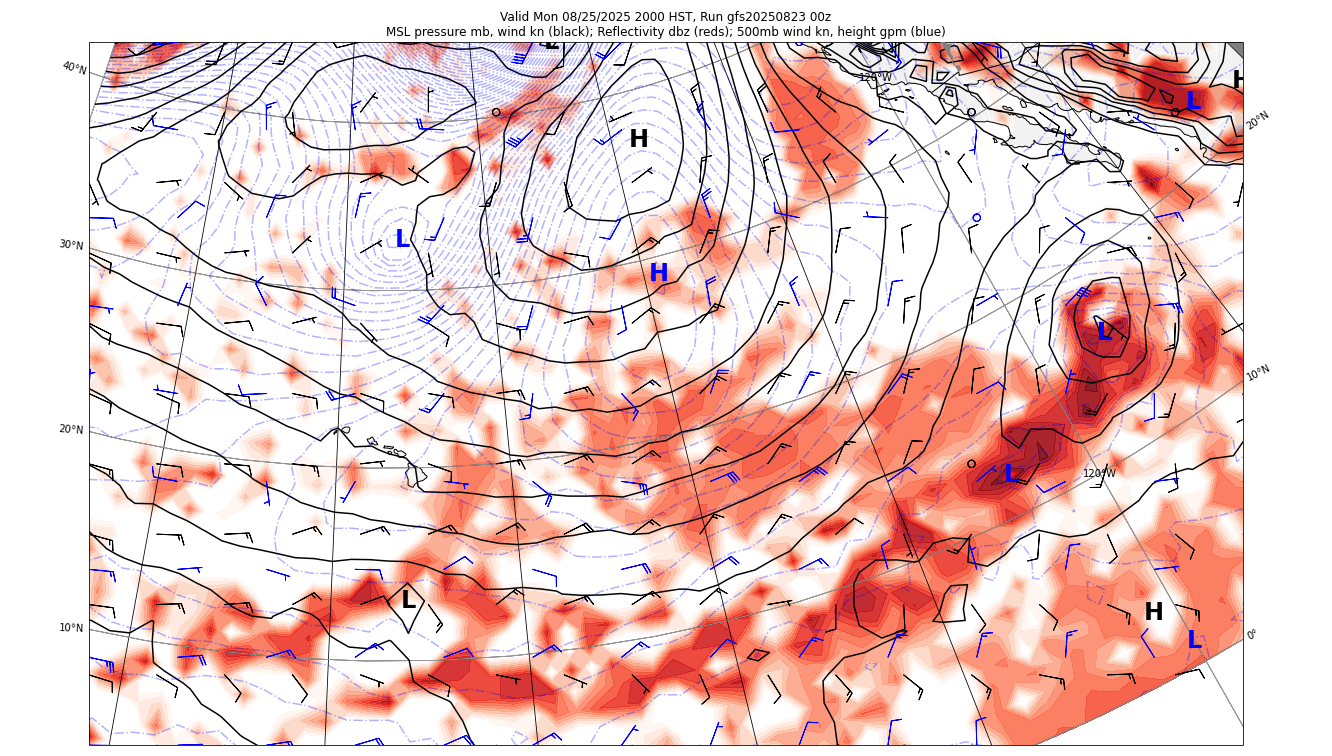 Valid Mon 08/25/2025 2000 HST, Run gfs20250823 00z
MSL pressure mb, wind kn (black); Reflectivity dbz (reds); 500mb wind kn, height gpm (blue)
L
40°N
120°W
H
L
20°N
H
30°N
L
H
L
10°N
20°N
L
120°W
L
H
10°N
L
0°